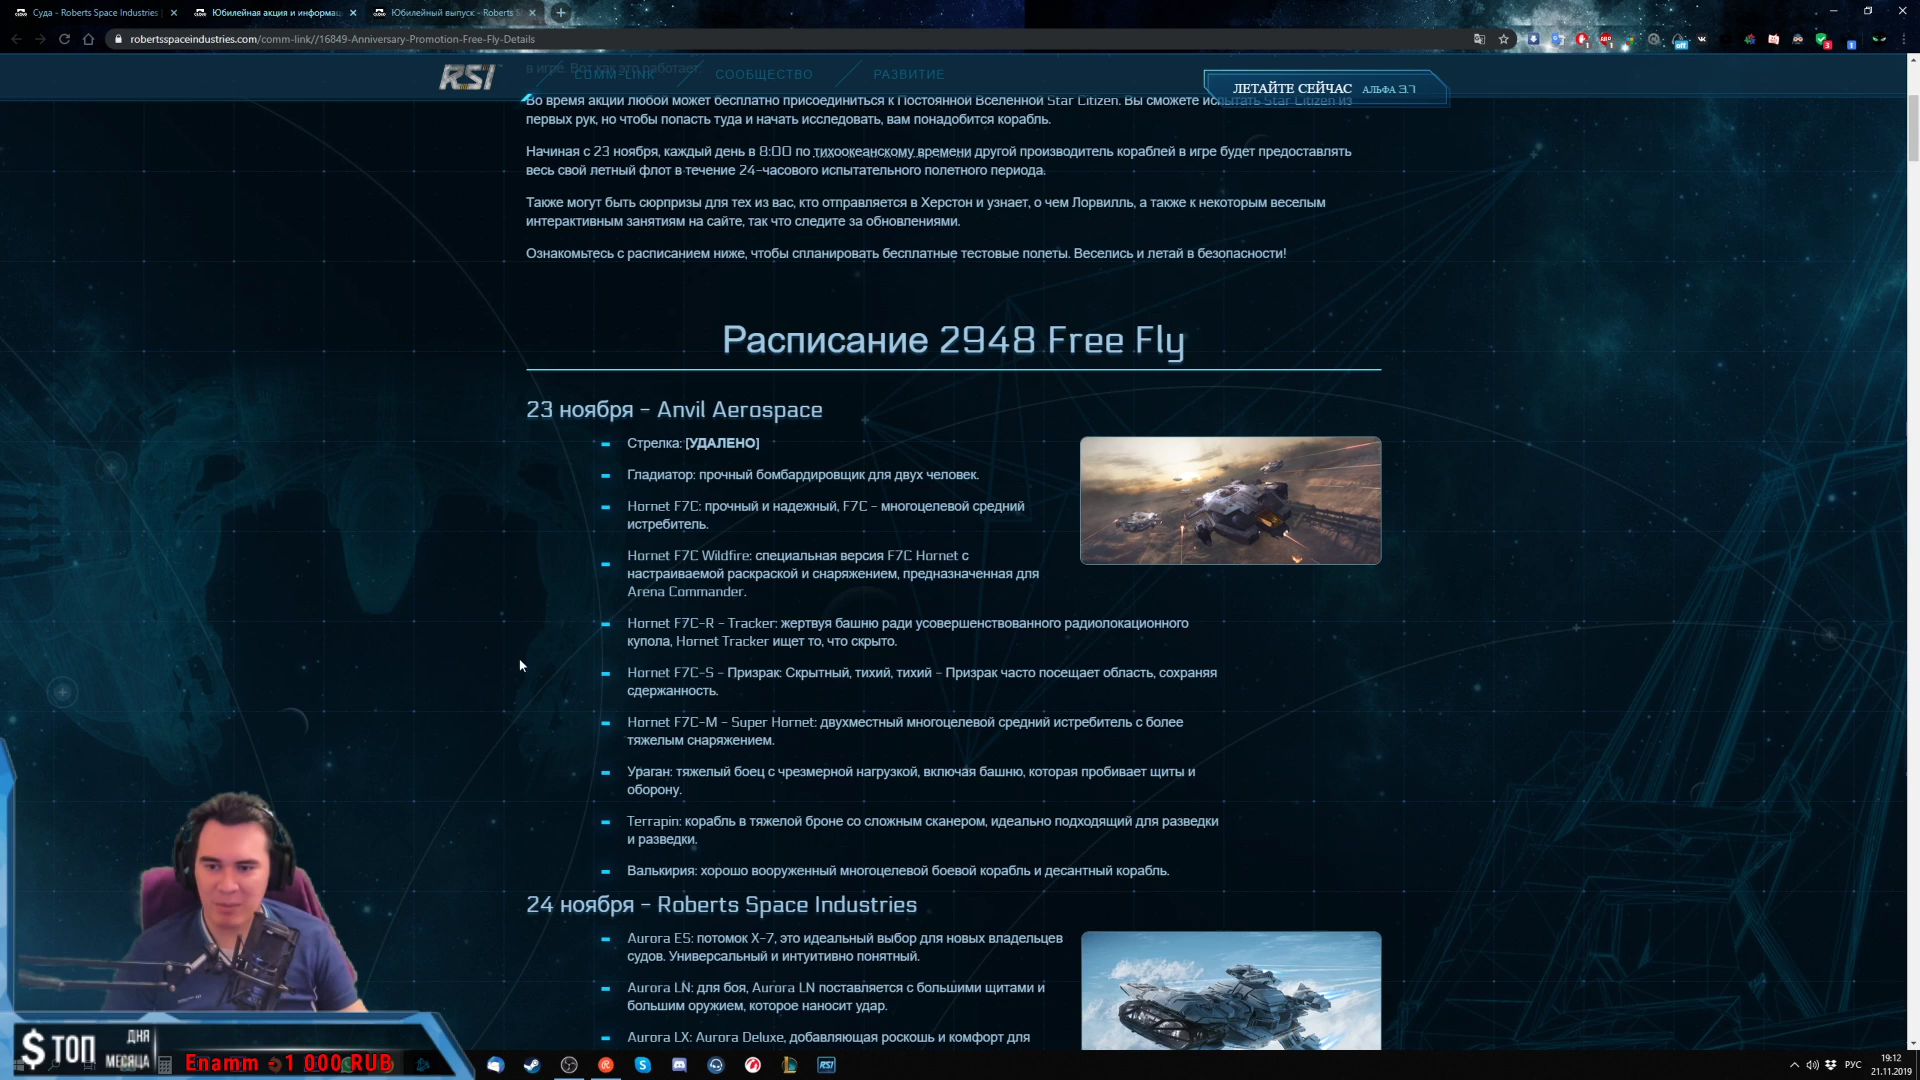 Суда - Roberts Space Industries
Юбилейная акция и информац
Юбилейный выпуск - Roberts S
robertsspaceindustries.com/comm-link//16849-Anniversary-Promotion-Free-Fly-Details
в игре. Вот как это работает:
RSI
COMM-LINK
СООБЩЕСТВО
РАЗВИТИЕ
ЛЕТАЙТЕ СЕЙЧАС АЛЬФА 3.7
Во время акции любой может бесплатно присоединиться к Постоянной Вселенной Star Citizen. Вы сможете испытать Star Citizen из
первых рук, но чтобы попасть туда и начать исследовать, вам понадобится корабль.
Начиная с 23 ноября, каждый день в 8:00 по тихоокеанскому времени другой производитель кораблей в игре будет предоставлять
весь свой летный флот в течение 24-часового испытательного полетного периода.
Также могут быть сюрпризы для тех из вас, кто отправляется в Херстон и узнает, о чем Лорвилль, а также к некоторым веселым
интерактивным занятиям на сайте, так что следите за обновлениями.
Ознакомьтесь с расписанием ниже, чтобы спланировать бесплатные тестовые полеты. Веселись и летай в безопасности!
Расписание 2948 Free Fly
23 ноября - Anvil Aerospace
Стрелка: [УДАЛЕНО]
Гладиатор: прочный бомбардировщик для двух человек.
Hornet F7C: прочный и надежный, F7C - многоцелевой средний
истребитель.
Hornet F7C Wildfire: специальная версия F7C Hornet с
настраиваемой раскраской и снаряжением, предназначенная для
Arena Commander.
Hornet F7C-R - Tracker: жертвуя башню ради усовершенствованного радиолокационного
купола, Hornet Tracker ищет то, что скрыто.
Hornet F7C-S - Призрак: Скрытный, тихий, тихий - Призрак часто посещает область, сохраняя
сдержанность.
Hornet F7C-M - Super Hornet: двухместный многоцелевой средний истребитель с более
тяжелым снаряжением.
Ураган: тяжелый боец с чрезмерной нагрузкой, включая башню, которая пробивает щиты и
оборону.
Terrapin: корабль в тяжелой броне со сложным сканером, идеально подходящий для разведки
и разведки.
Валькирия: хорошо вооруженный многоцелевой боевой корабль и десантный корабль.
24 ноября - Roberts Space Industries
Aurora ES: потомок X-7, это идеальный выбор для новых владельцев
судов. Универсальный и интуитивно понятный.
Aurora LN: для боя, Aurora LN поставляется с большими щитами и
большим оружием, которое наносит удар.
Aurora LX: Aurora Deluxe, добавляющая роскошь и комфорт для
$ТОП ДНЯ
МЕСЯЦА
Enamm - 1 000 RUB
RSI
РУС
19:12
21.11.2019